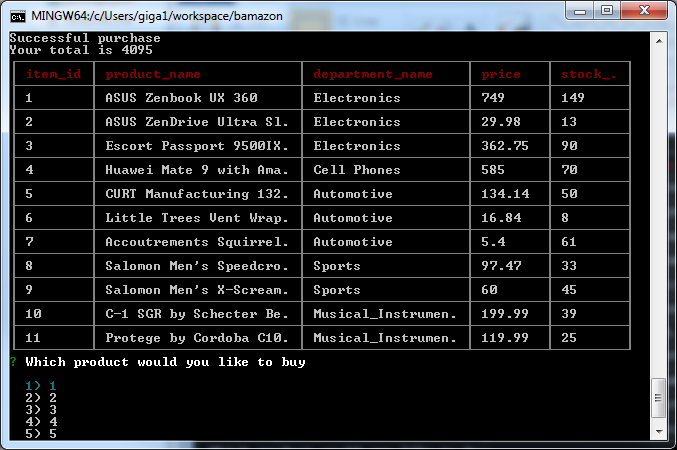 MINGW64:/c/Users/giga1/workspace/bamazon
Successful purchase
Your total is 4095
item_id product_name department_name price stock_.
1 ASUS Zenbook UX 360 Electronics 749 149
2 ASUS ZenDrive Ultra Sl. Electronics 29.98 13
3 Escort Passport 9500IX. Electronics 362.75 90
4 Huawei Mate 9 with Ama. Cell Phones 585 70
5 CURT Manufacturing 132. Automotive 134.14 50
6 Little Trees Vent Wrap. Automotive 16.84 8
7 Accoutrements Squirrel. Automotive 5.4 61
8 Salomon Men's Speedcro. Sports 97.47 33
9 Salomon Men's X-Scream. Sports 60 45
10 C-1 SGR by Schecter Be. Musical_Instrumen. 199.99 39
11 Protege by Cordoba C10. Musical_Instrumen. 119.99 25
? Which product would you like to buy
1) 1
2) 2
3) 3
4) 4
5) 5